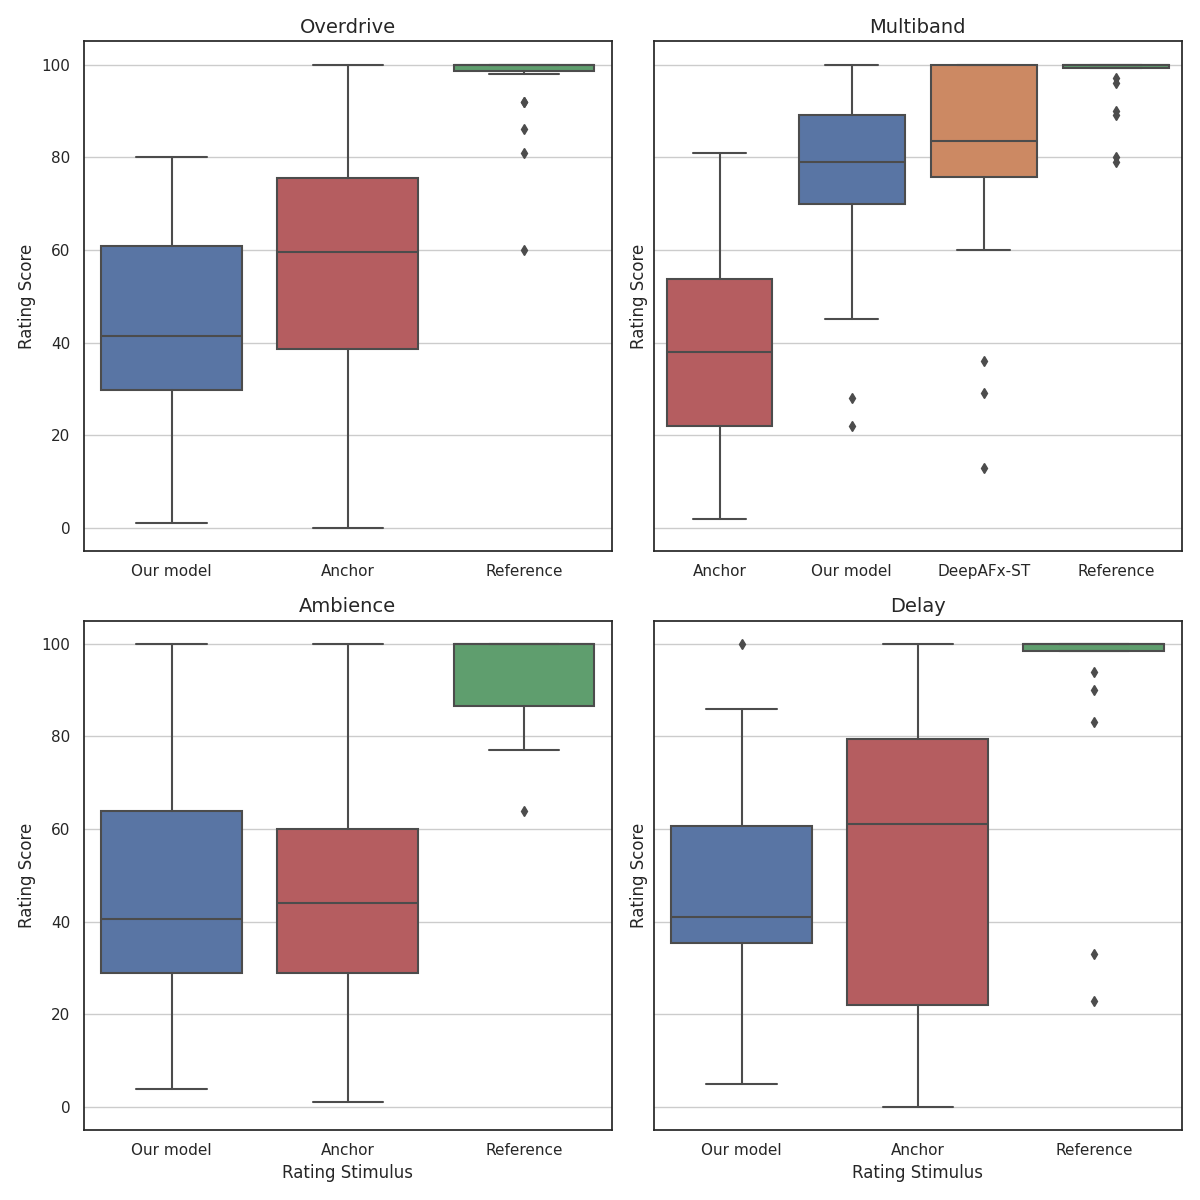 Overdrive
Rating Score
100
80
60
40
20
0
Our model Anchor Reference
Multiband
Rating Score
Anchor Our model DeepAFx-ST Reference
Ambience
Rating Score
100
80
60
40
20
0
Our model Anchor Reference
Rating Stimulus
Delay
Rating Score
Our model Anchor Reference
Rating Stimulus